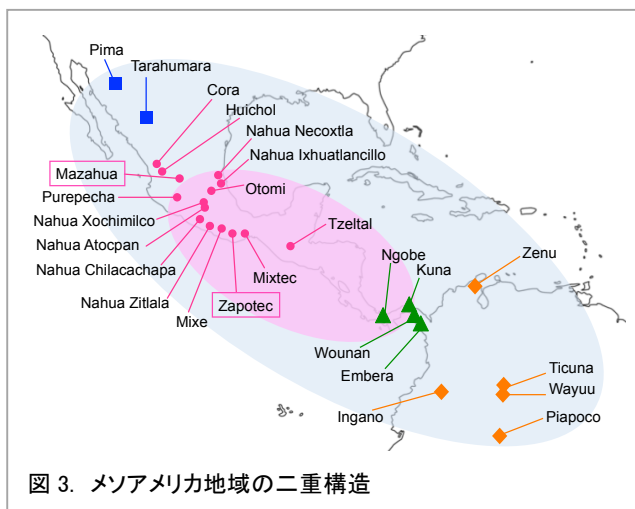 Pima
Tarahumara
Cora
Huichol
Nahua Necoxtla
Nahua Ixhuatlancillo
Mazahua
Otomi
Purepecha
Tzeltal
Nahua Xochimilco
Nahua Atocpan
Ngobe
Kuna
Zenu
Nahua Chilacachapa
Mixtec
Nahua Zitlala
Zapotec
Mixe
Wounan
Embera
Ticuna
Wayuu
Ingano
Piapoco
図 3. メソアメリカ地域の二重構造